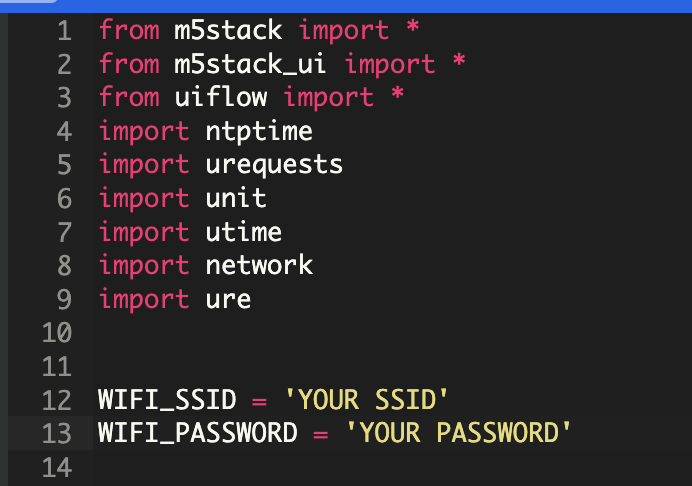 1 from m5stack import *
2 from m5stack_ui import *
3 from uiflow import *
4 import ntptime
5 import urequests
6 import unit
7 import utime
8 import network
9 import ure
10
11
12 WIFI_SSID = 'YOUR SSID'
13 WIFI_PASSWORD = 'YOUR PASSWORD'
14